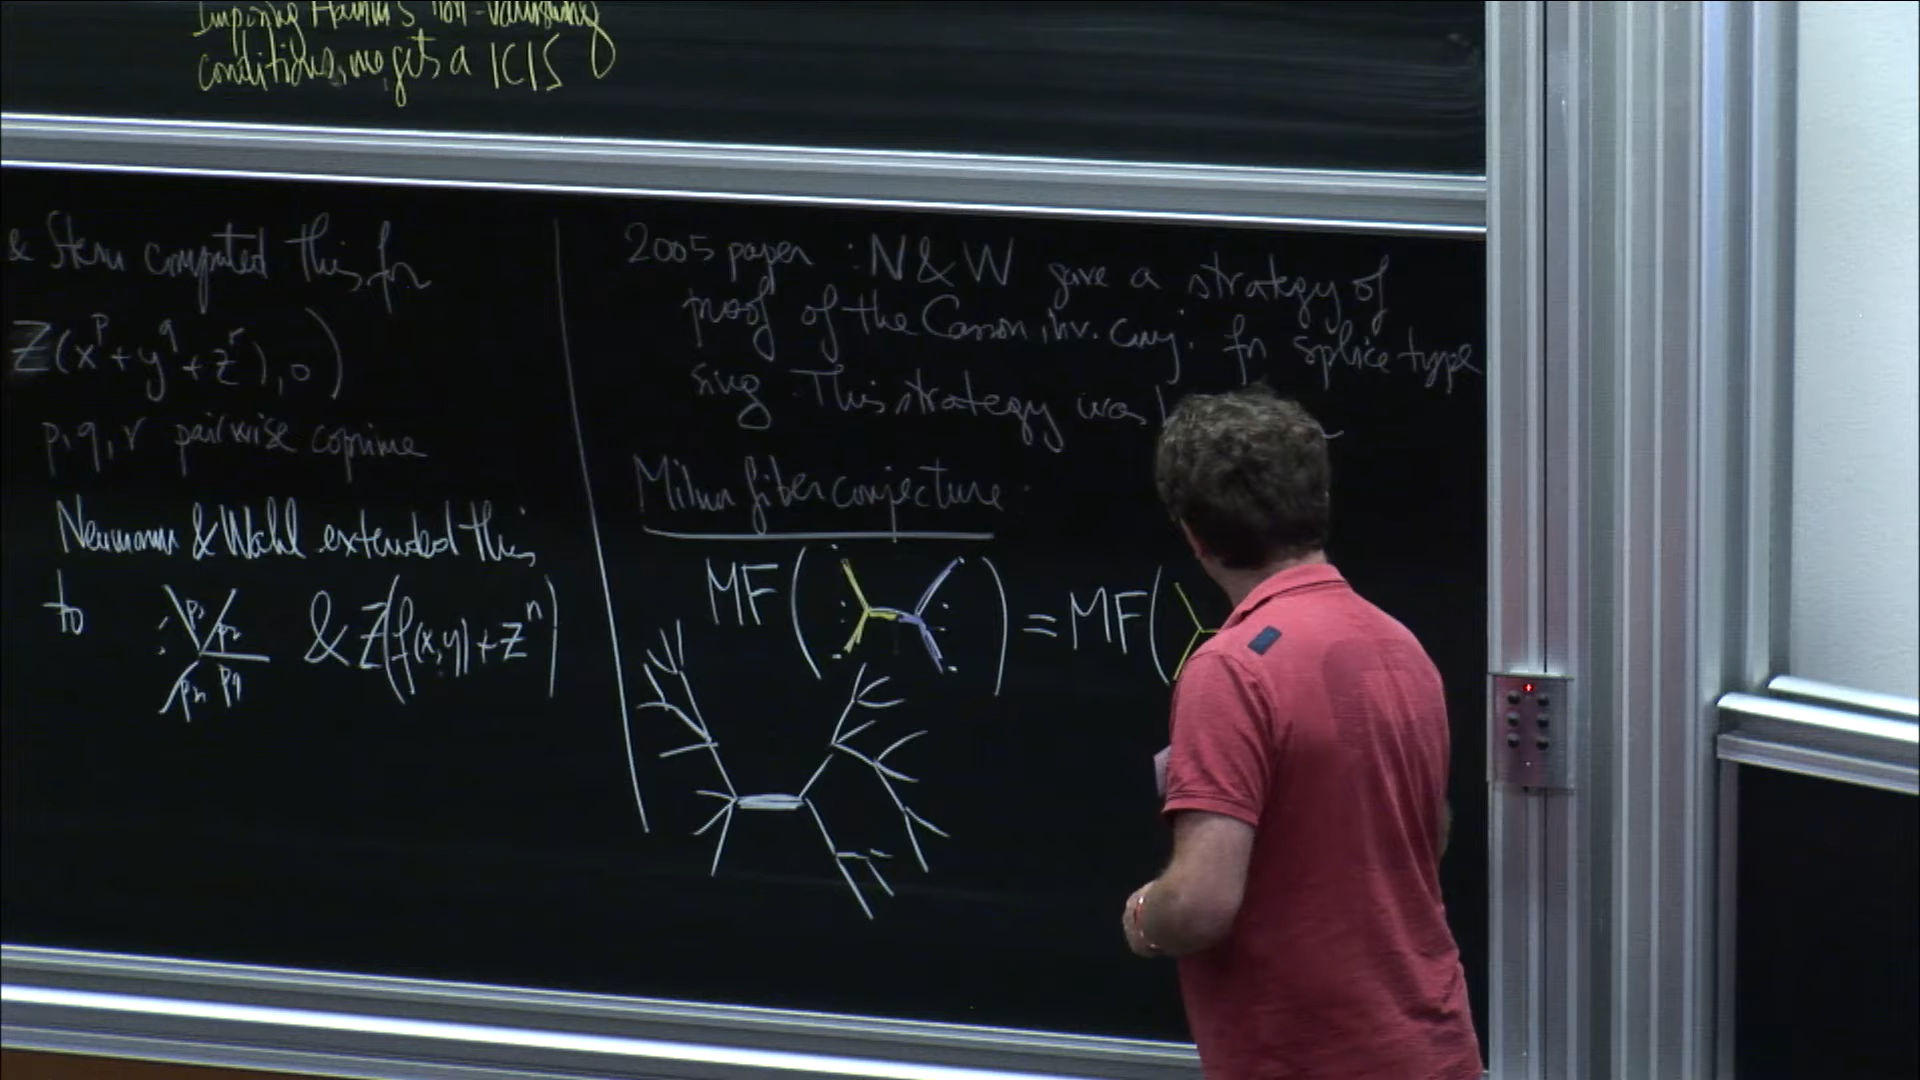 Imposing Hamm's non-vanishing
conditions, one gets a ICIS
& Stern computed this for
Z(x^p + y^q + z^r), 0)
p, q, r pairwise coprime
Neumann & Wahl extended this
to & Z(f(x,y) + z^n)
2005 paper : N & W gave a strategy of
proof of the Casson inv. conj. for splice type
sing. This strategy was
Milnor fiber conjecture.
MF( ) = MF(